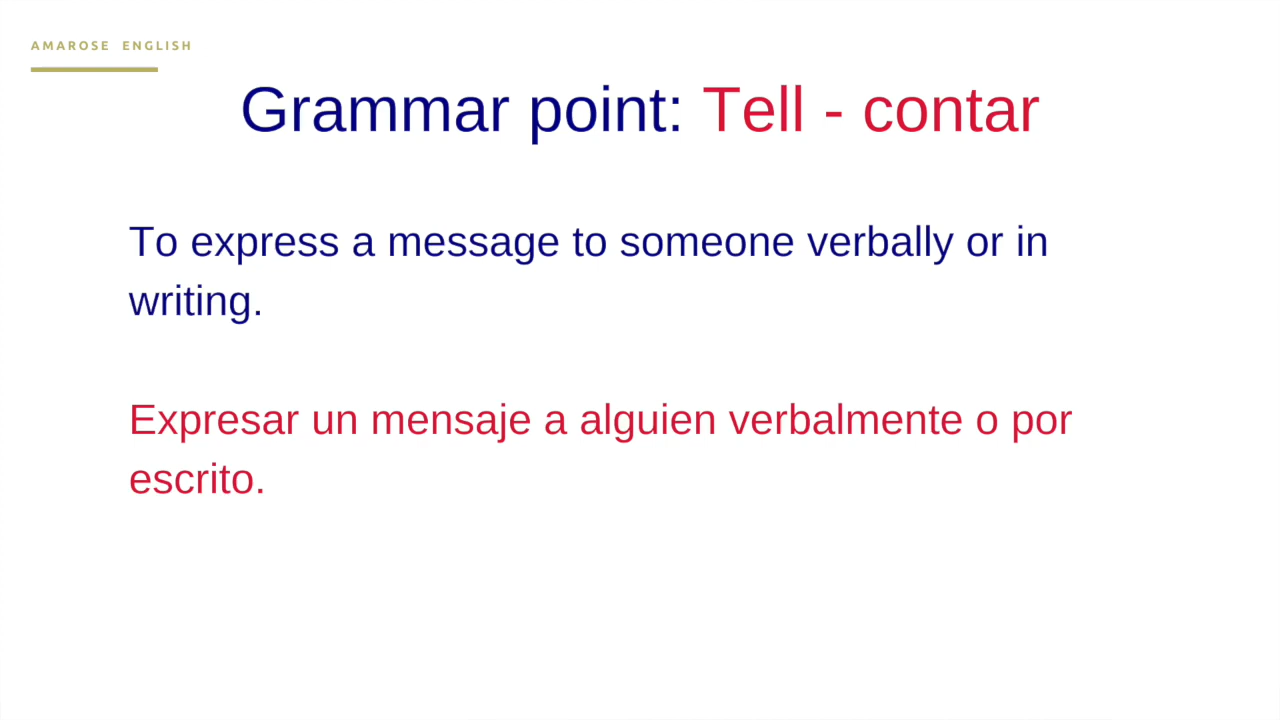 AMAROSE ENGLISH
Grammar point: Tell - contar
To express a message to someone verbally or in
writing.
Expresar un mensaje a alguien verbalmente o por
escrito.